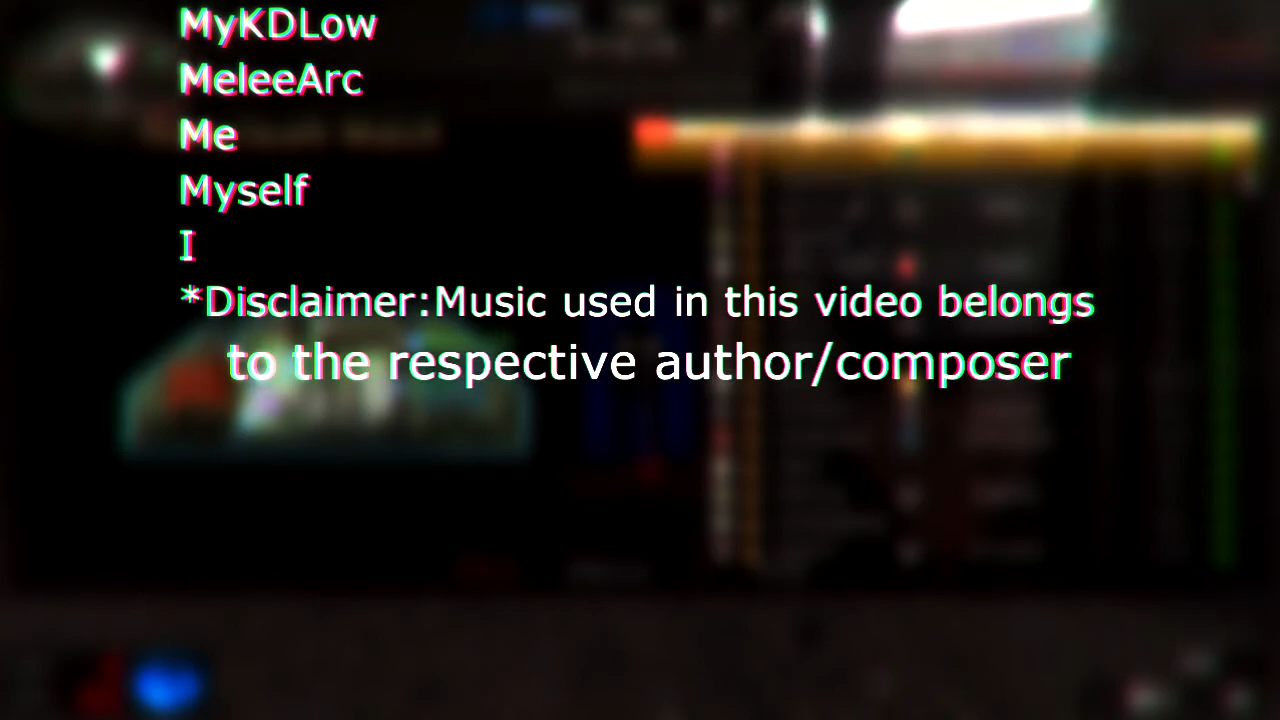 MyKDLow
MeleeArc
Me
Myself
I
*Disclaimer:Music used in this video belongs
to the respective author/composer